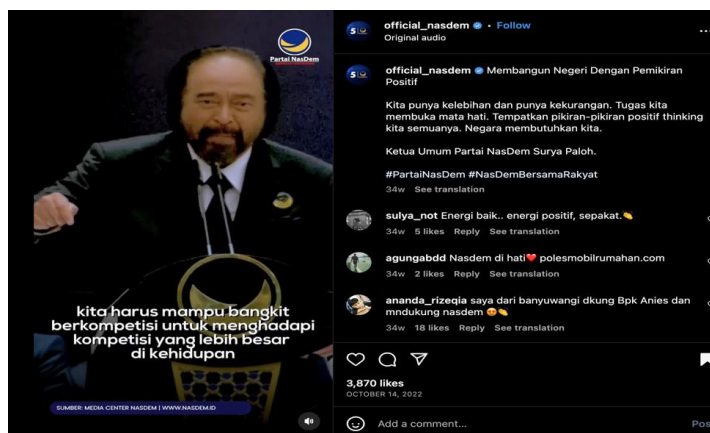 Partai NasDem
kita harus mampu bangkit
berkompetisi untuk menghadapi
kompetisi yang lebih besar
di kehidupan
SUMBER: MEDIA CENTER NASDEM | WWW.NASDEM.ID
official_nasdem • Follow
Original audio
official_nasdem Membangun Negeri Dengan Pemikiran
Positif
Kita punya kelebihan dan punya kekurangan. Tugas kita
membuka mata hati. Tempatkan pikiran-pikiran positif thinking
kita semuanya. Negara membutuhkan kita.
Ketua Umum Partai NasDem Surya Paloh.
#PartaiNasDem #NasDemBersamaRakyat
34w See translation
sulya_not Energi baik.. energi positif, sepakat.👏
34w 5 likes Reply See translation
agungabdd Nasdem di hati❤️ polesmobilrumahan.com
34w 2 likes Reply See translation
ananda_rizeqia saya dari banyuwangi dkung Bpk Anies dan
mndukung nasdem 😍👏
34w 18 likes Reply See translation
3,870 likes
OCTOBER 14, 2022
Add a comment...
Pos